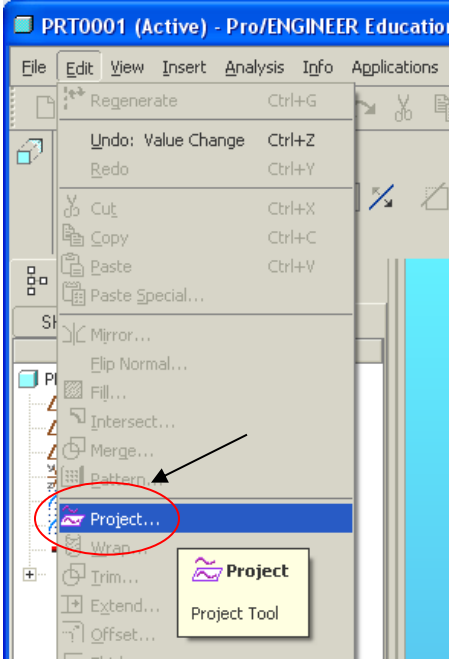 PRT0001 (Active) - Pro/ENGINEER Education
File Edit View Insert Analysis Info Applications
Regenerate Ctrl+G
Undo: Value Change Ctrl+Z
Redo Ctrl+Y
Cut Ctrl+X
Copy Ctrl+C
Paste Ctrl+V
Paste Special...
Mirror...
Flip Normal...
Fill...
Intersect...
Merge...
Pattern...
Project...
Wrap...
Trim...
Extend...
Offset...
Project
Project Tool